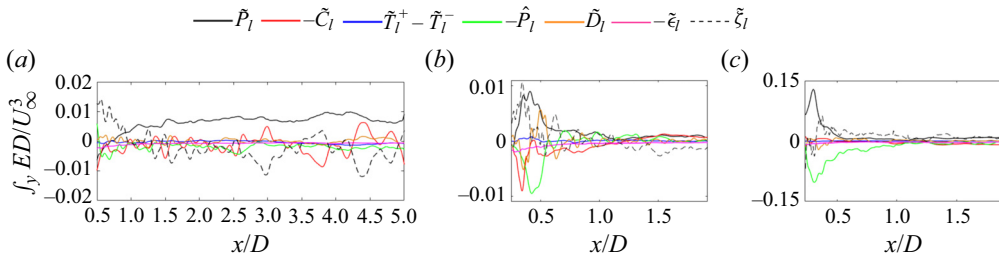 P̃_l −C̃_l T̃_l^+ − T̃_l^− −P̂_l D̃_l −ϵ̃_l ξ̃_l
(a) (b) (c)
∫_y ED/U_∞^3
0.02
0.01
0
−0.01
−0.02
0.5 1.0 1.5 2.0 2.5 3.0 3.5 4.0 4.5 5.0
x/D
0.01
0
−0.01
0.5 1.0 1.5
x/D
0.15
0
−0.15
0.5 1.0 1.5
x/D